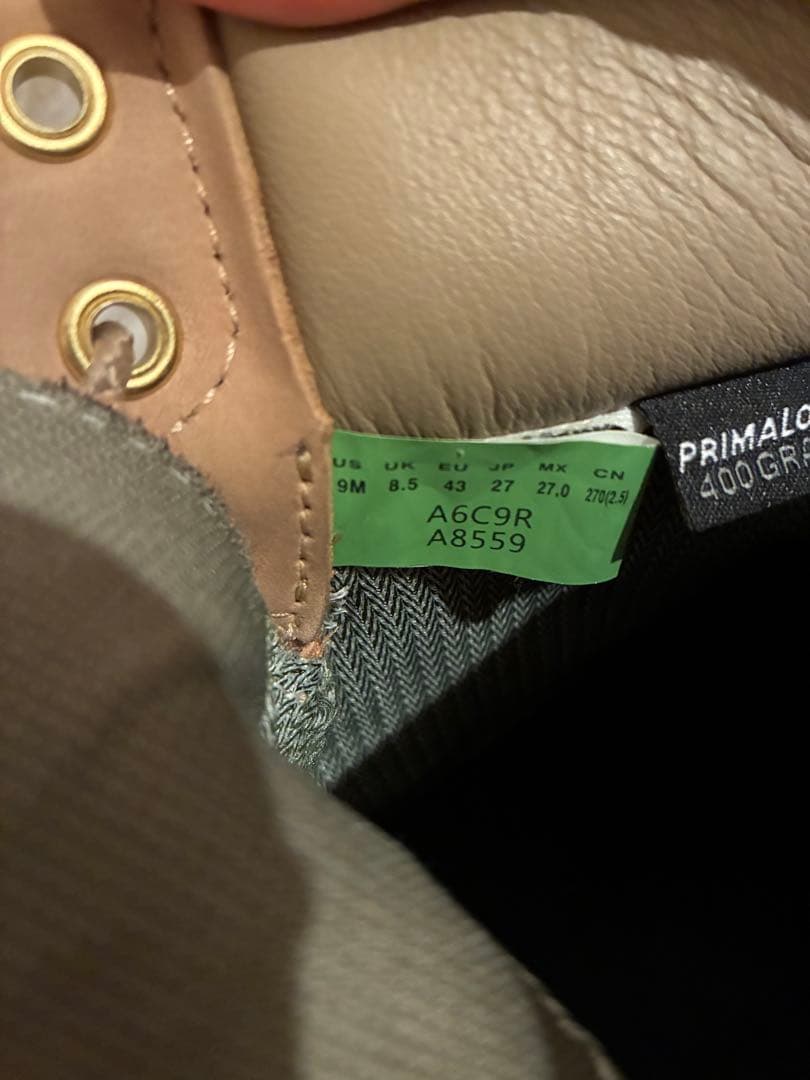 US UK EU JP MX CN
9M 8.5 43 27 27.0 270(2.5)
A6C9R
A8559
PRIMALO
400GR